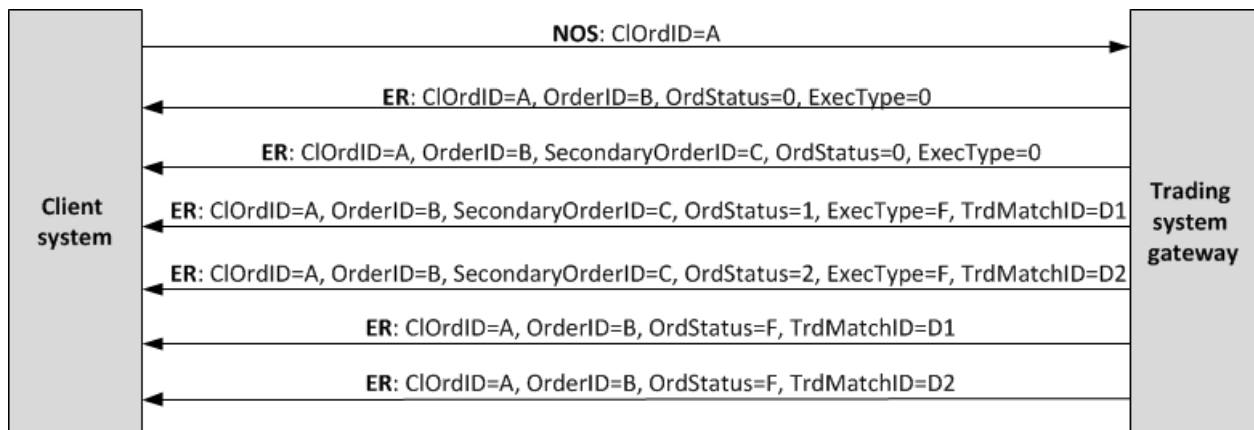 NOS: ClOrdID=A
ER: ClOrdID=A, OrderID=B, OrdStatus=0, ExecType=0
ER: ClOrdID=A, OrderID=B, SecondaryOrderID=C, OrdStatus=0, ExecType=0
Client
system
ER: ClOrdID=A, OrderID=B, SecondaryOrderID=C, OrdStatus=1, ExecType=F, TrdMatchID=D1
Trading
system
gateway
ER: ClOrdID=A, OrderID=B, SecondaryOrderID=C, OrdStatus=2, ExecType=F, TrdMatchID=D2
ER: ClOrdID=A, OrderID=B, OrdStatus=F, TrdMatchID=D1
ER: ClOrdID=A, OrderID=B, OrdStatus=F, TrdMatchID=D2